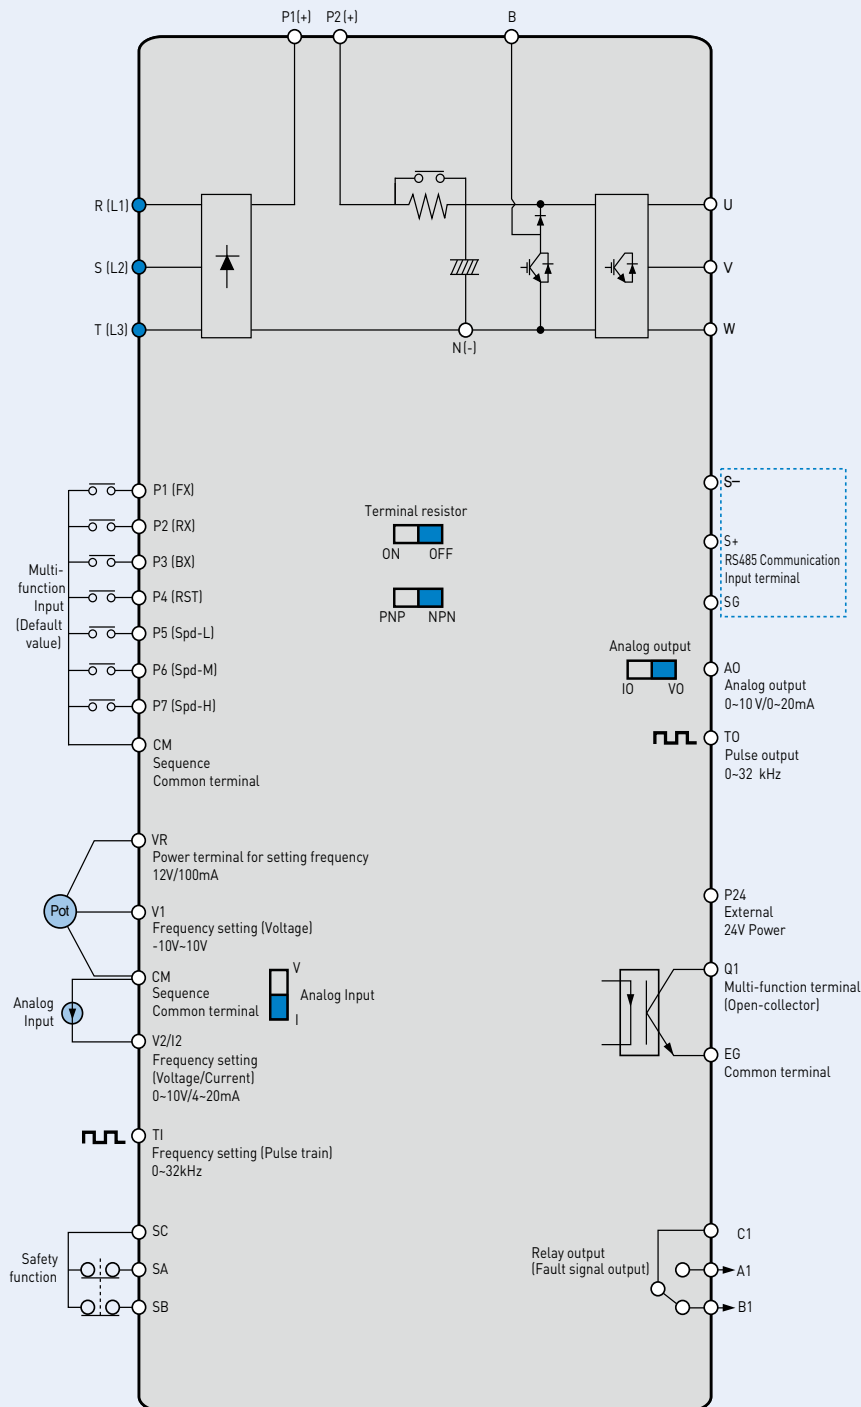 P1(+) P2 (+) B
R (L1)
S (L2)
T (L3)
N (-)
U
V
W
Multi-
function
Input
(Default
value)
P1 (FX)
P2 (RX)
P3 (BX)
P4 (RST)
P5 (Spd-L)
P6 (Spd-M)
P7 (Spd-H)
CM
Sequence
Common terminal
Terminal resistor
ON OFF
PNP NPN
S-
S+
RS485 Communication
Input terminal
SG
Analog output
IO VO
AO
Analog output
0~10 V/0~20mA
TO
Pulse output
0~32 kHz
VR
Power terminal for setting frequency
12V/100mA
Pot
V1
Frequency setting (Voltage)
-10V~10V
CM
Sequence
Common terminal
V
Analog Input
I
Analog
Input
V2/I2
Frequency setting
(Voltage/Current)
0~10V/4~20mA
TI
Frequency setting (Pulse train)
0~32kHz
P24
External
24V Power
Q1
Multi-function terminal
(Open-collector)
EG
Common terminal
Safety
function
SC
SA
SB
Relay output
(Fault signal output)
C1
A1
B1